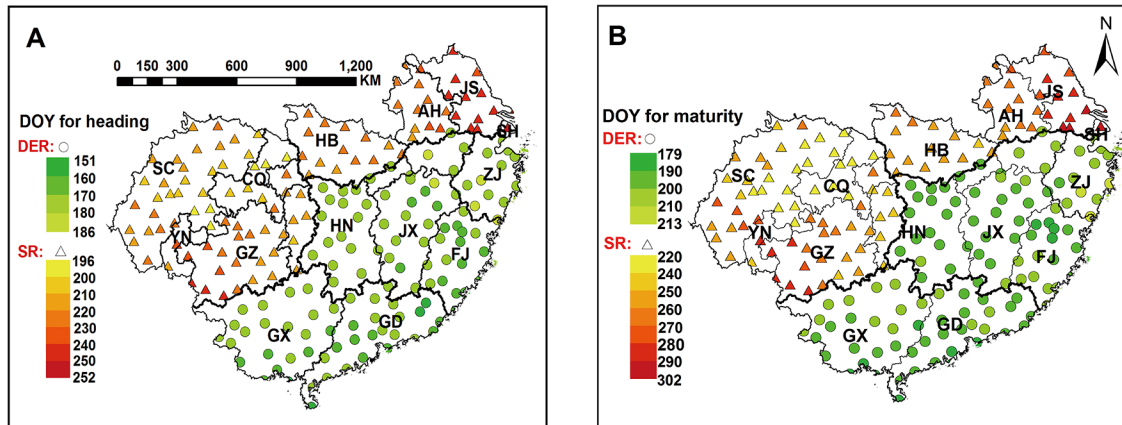 A
0 150 300 600 900 1,200
KM
DOY for heading
DER:
151
160
170
180
186
SR:
196
200
210
220
230
240
250
252
JS
AH
SH
HB
SC
CQ
ZJ
HN
JX
YN
GZ
FJ
GX
GD
B
N
DOY for maturity
DER:
179
190
200
210
213
SR:
220
240
250
260
270
280
290
302
JS
AH
SH
HB
SC
CQ
ZJ
YN
HN
JX
GZ
FJ
GX
GD